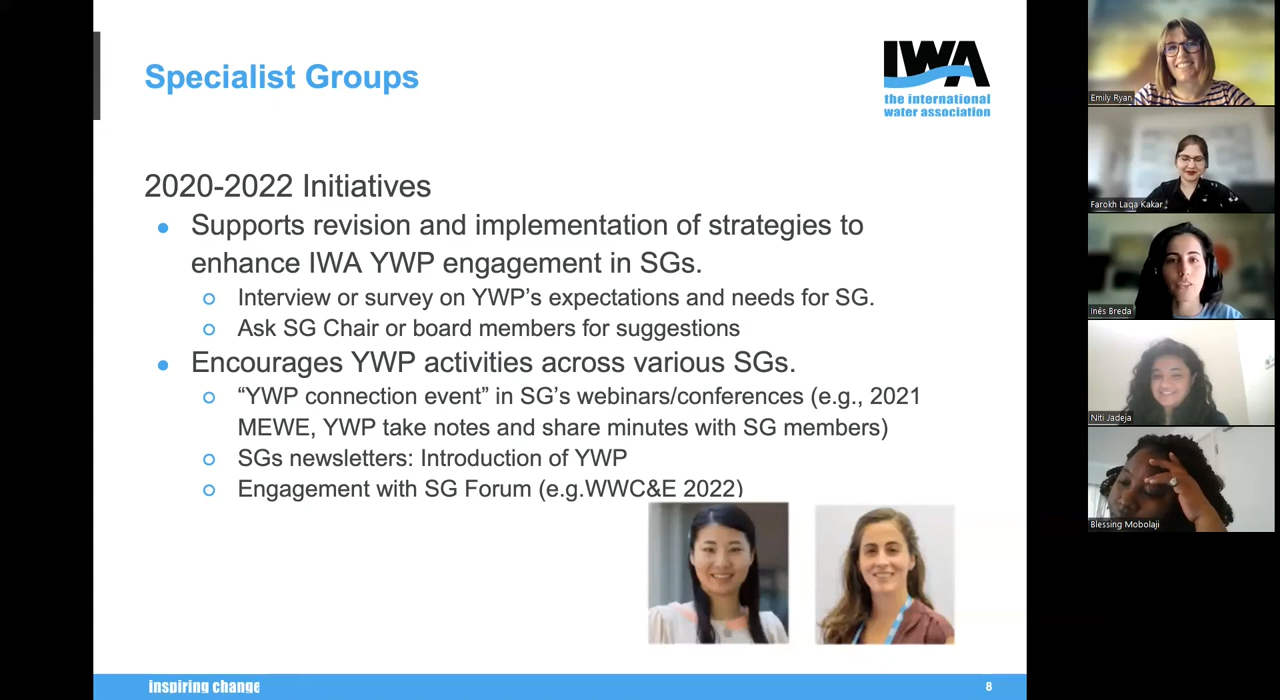 Specialist Groups
IWA
the international
water association
2020-2022 Initiatives
Supports revision and implementation of strategies to
enhance IWA YWP engagement in SGs.
Interview or survey on YWP’s expectations and needs for SG.
Ask SG Chair or board members for suggestions
Encourages YWP activities across various SGs.
“YWP connection event” in SG’s webinars/conferences (e.g., 2021
MEWE, YWP take notes and share minutes with SG members)
SGs newsletters: Introduction of YWP
Engagement with SG Forum (e.g.WWC&E 2022)
inspiring change
8
Emily Ryan
Farokh Laqa Kakar
Inês Breda
Niti Jadeja
Blessing Mobolaji